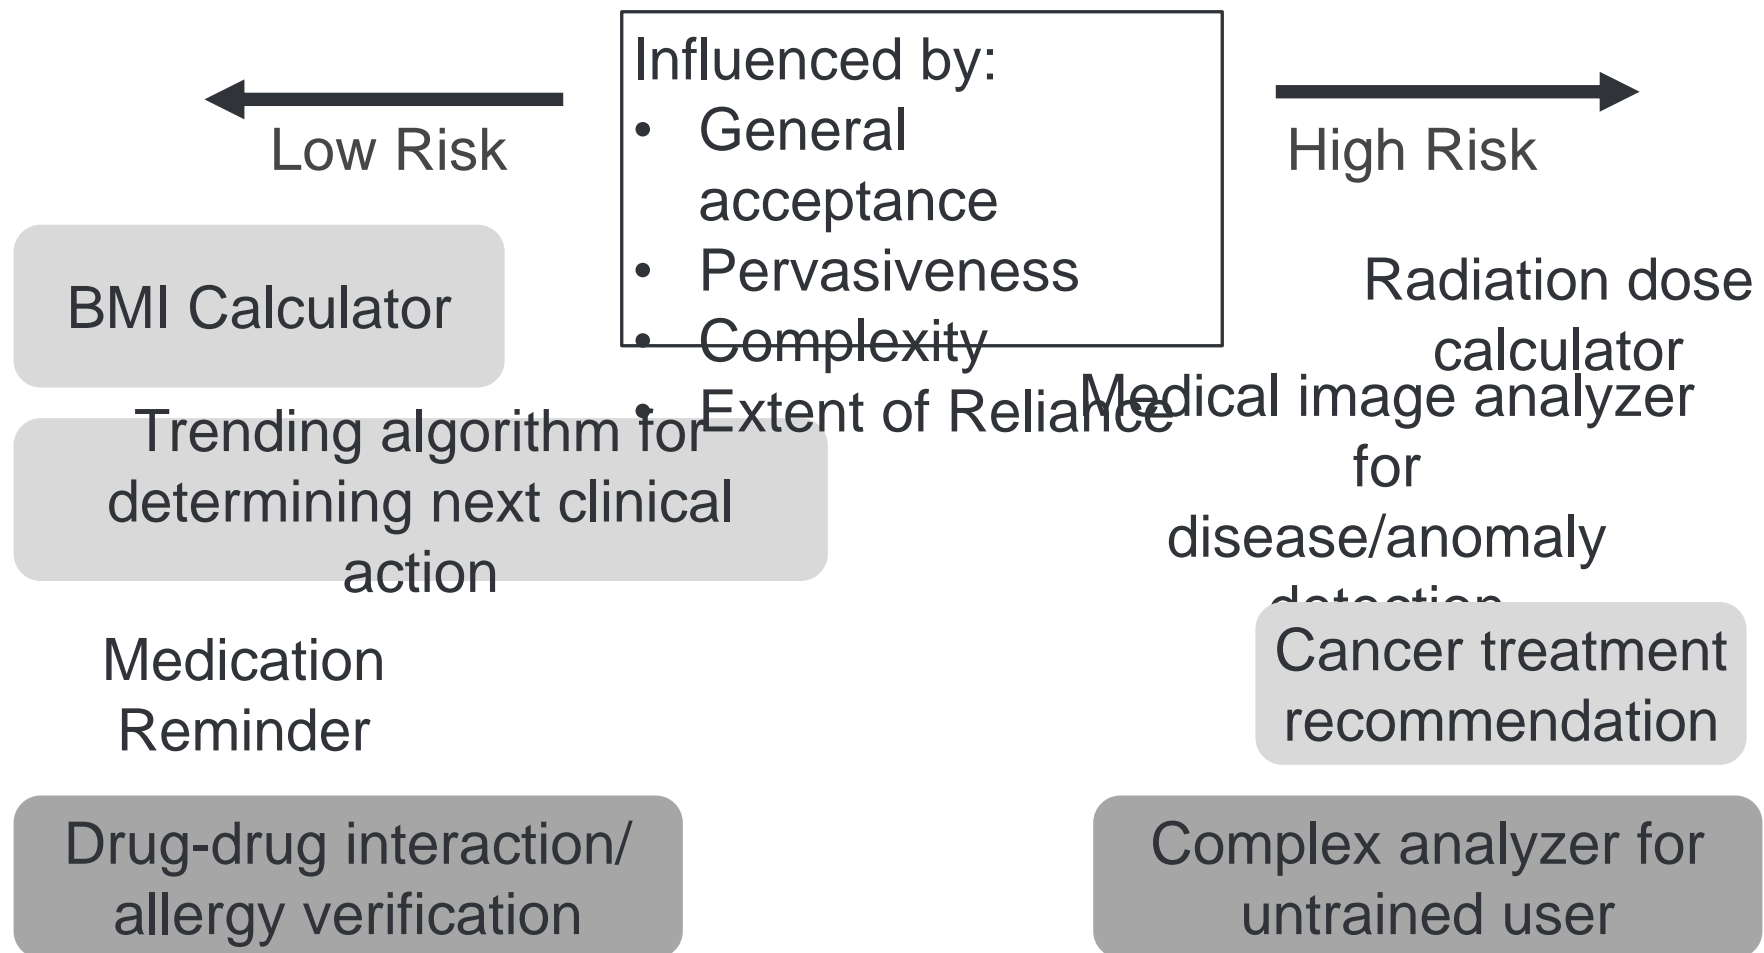 Low Risk
Influenced by:
• General
acceptance
• Pervasiveness
• Complexity
• Extent of Reliance
High Risk
BMI Calculator
Trending algorithm for
determining next clinical
action
Medication
Reminder
Drug-drug interaction/
allergy verification
Radiation dose
calculator
Medical image analyzer
for
disease/anomaly
detection
Cancer treatment
recommendation
Complex analyzer for
untrained user